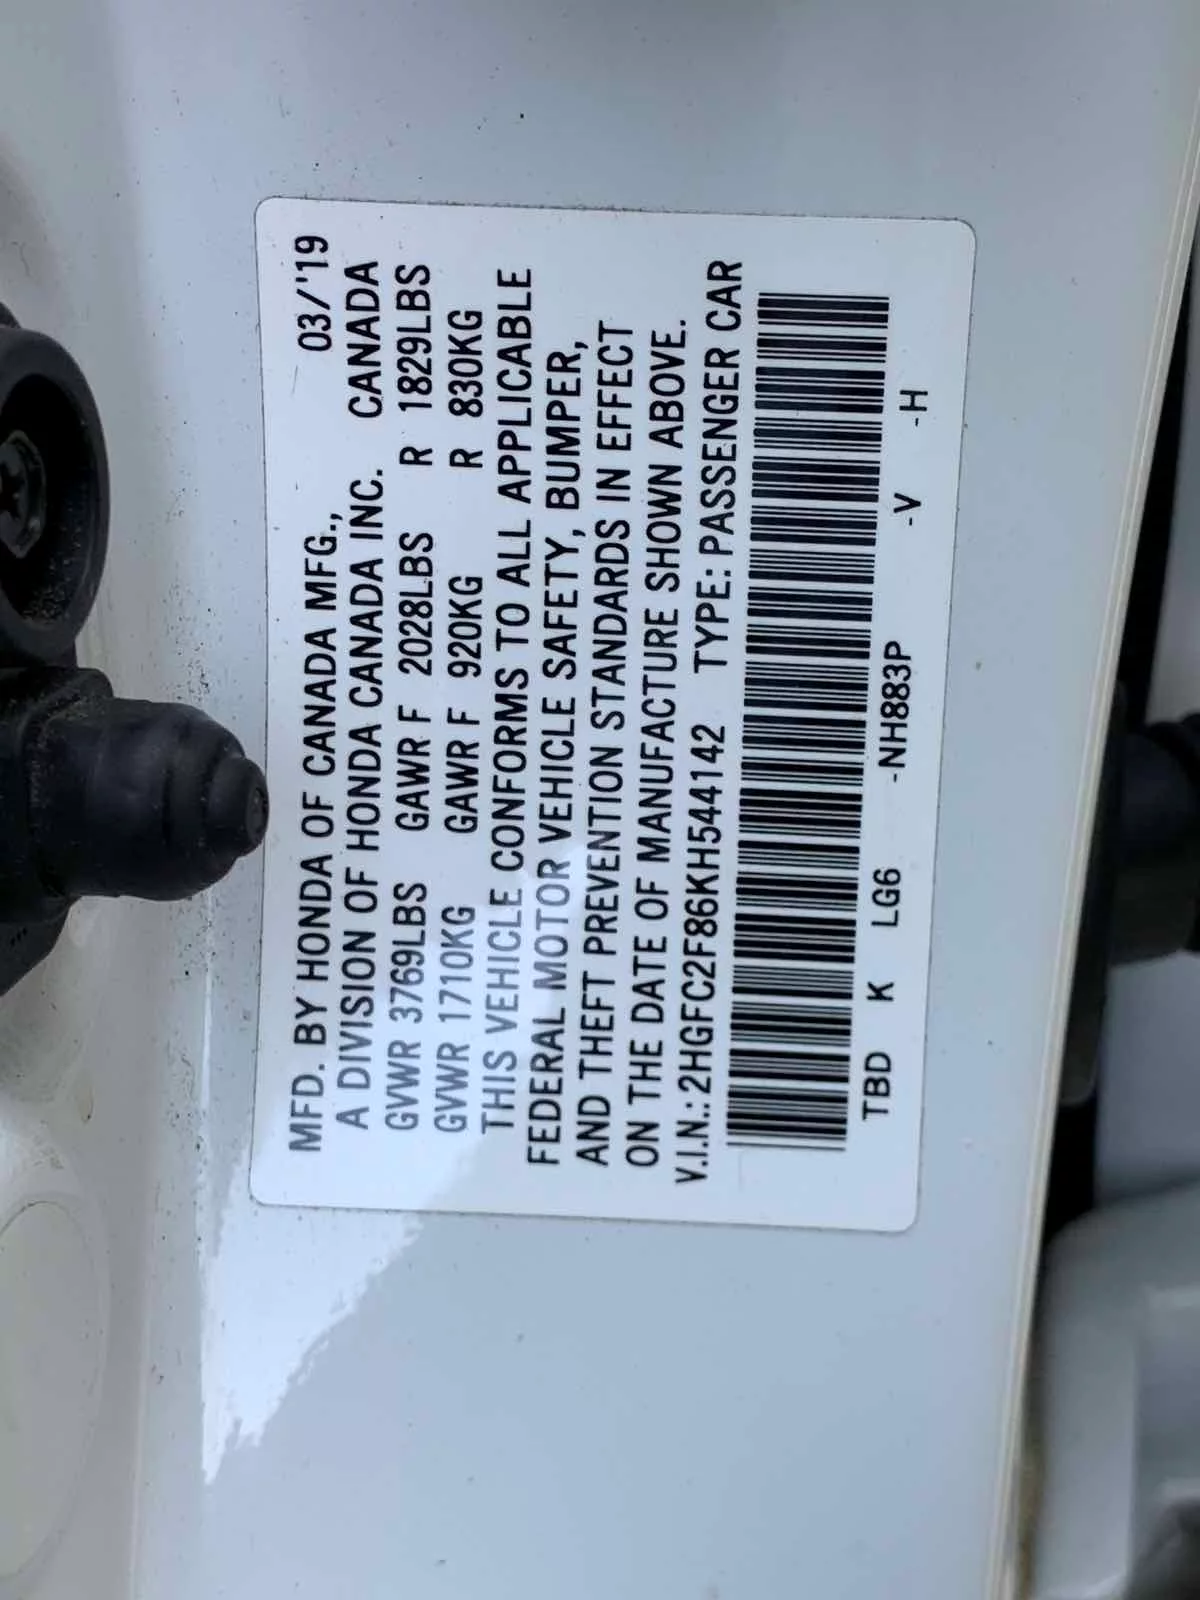 03/'19
MFD. BY HONDA OF CANADA MFG.,
A DIVISION OF HONDA CANADA INC. CANADA
GVWR 3769LBS GAWR F 2028LBS R 1829LBS
GVWR 1710KG GAWR F 920KG R 830KG
THIS VEHICLE CONFORMS TO ALL APPLICABLE
FEDERAL MOTOR VEHICLE SAFETY, BUMPER,
AND THEFT PREVENTION STANDARDS IN EFFECT
ON THE DATE OF MANUFACTURE SHOWN ABOVE.
V.I.N.: 2HGFC2F86KH544142 TYPE: PASSENGER CAR
TBD K LG6 -NH883P -V -H